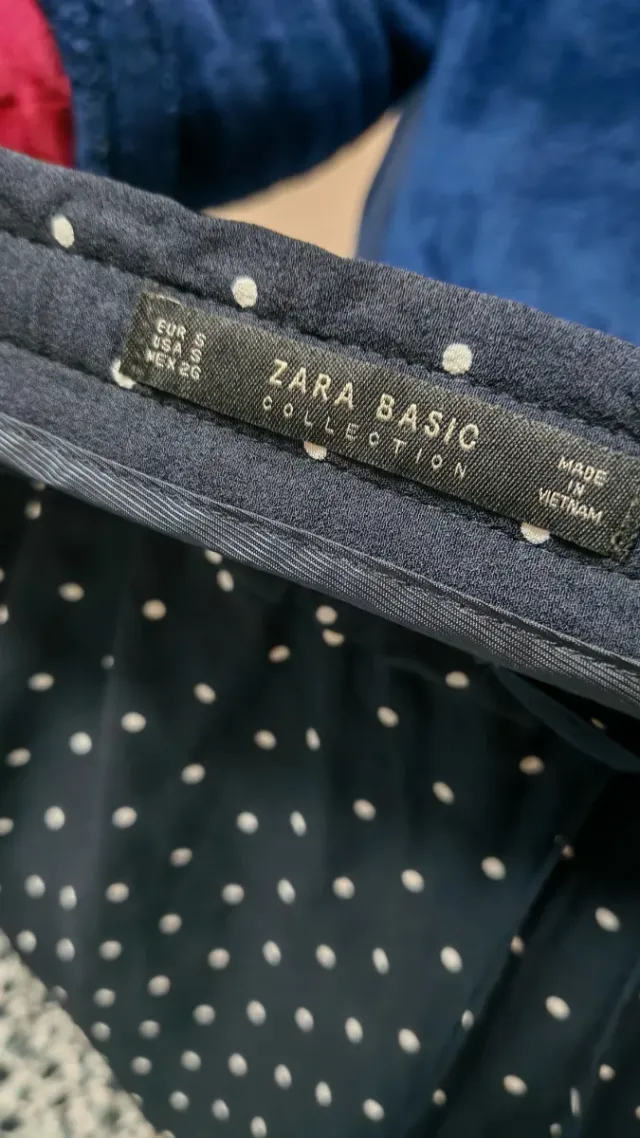 EUR S
USA S
MEX 26
ZARA BASIC
COLLECTION
MADE
IN
VIETNAM